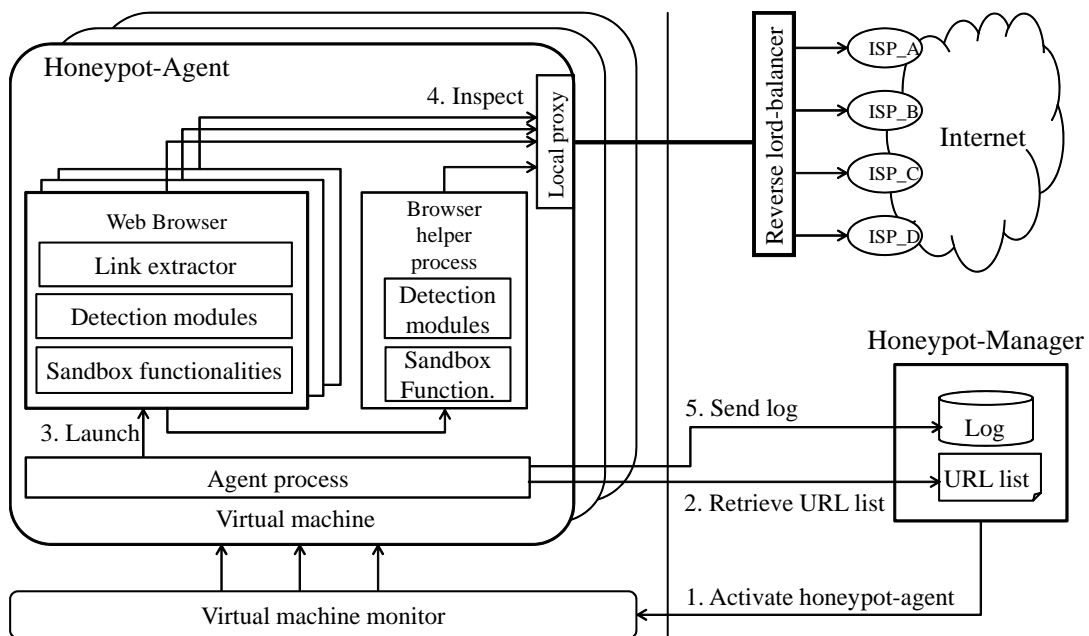 Honeypot-Agent
4. Inspect
Local proxy
Web Browser
Link extractor
Detection modules
Sandbox functionalities
Browser
helper
process
Detection
modules
Sandbox
Function.
3. Launch
Agent process
Virtual machine
Virtual machine monitor
Reverse lord-balancer
ISP_A
ISP_B
ISP_C
ISP_D
Internet
Honeypot-Manager
5. Send log
Log
URL list
2. Retrieve URL list
1. Activate honeypot-agent